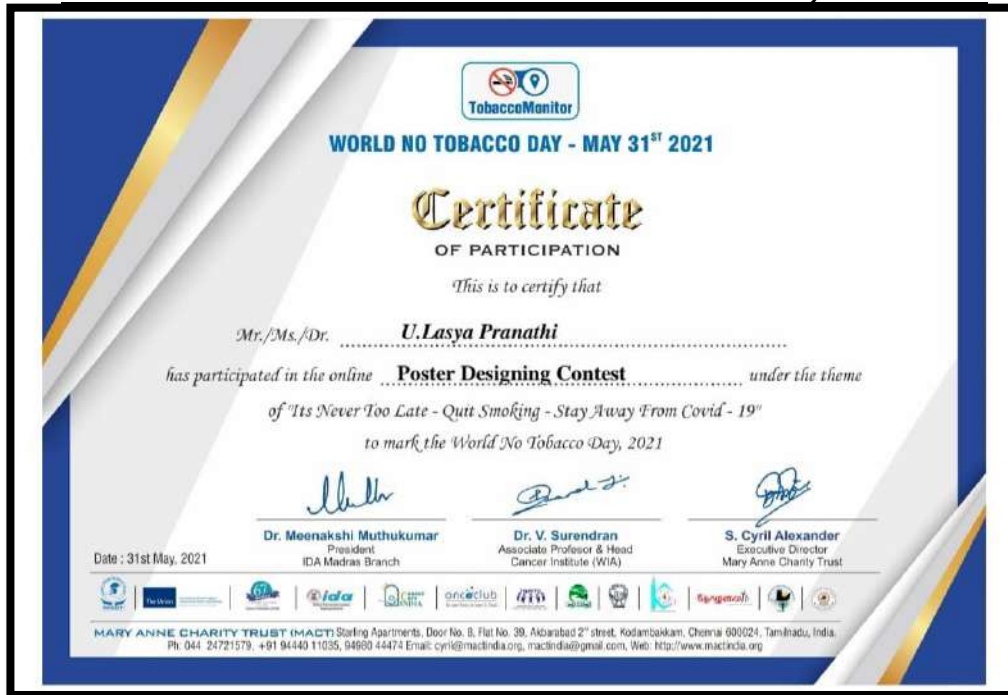 TobaccoMonitor
WORLD NO TOBACCO DAY - MAY 31ST 2021
Certificate
OF PARTICIPATION
This is to certify that
Mr./Ms./Dr. U.Lasya Pranathi
has participated in the online Poster Designing Contest under the theme
of "Its Never Too Late - Quit Smoking - Stay Away From Covid - 19"
to mark the World No Tobacco Day, 2021
Dr. Meenakshi Muthukumar
President
IDA Madras Branch
Dr. V. Surendran
Associate Profesor & Head
Cancer Institute (WIA)
S. Cyril Alexander
Executive Director
Mary Anne Charity Trust
Date : 31st May, 2021
The Union
ida
INDIA
oncoclub
MARY ANNE CHARITY TRUST (MACT) Starling Apartments, Door No. 8, Flat No. 39, Akbarabad 2nd street, Kodambakkam, Chennai 600024, Tamilnadu, India.
Ph: 044 24721579, +91 94440 11035, 94980 44474 Email: cyril@mactindia.org, mactindia@gmail.com, Web: http://www.mactindia.org